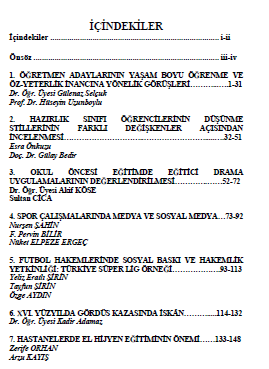 İÇİNDEKİLER
İçindekiler ........................................................................ i-ii
Önsöz ........................................................................ iii-iv
1. ÖĞRETMEN ADAYLARININ YAŞAM BOYU ÖĞRENME VE
ÖZ-YETERLİK İNANCINA YÖNELİK GÖRÜŞLERİ……………..1-31
Dr. Öğr. Üyesi Gülenaz Selçuk
Prof. Dr. Hüseyin Uzunboylu
2. HAZIRLIK SINIFI ÖĞRENCİLERİNİN DÜŞÜNME
STİLLERİNİN FARKLI DEĞİŞKENLER AÇISINDAN
İNCELENMESİ……………………………………………32-51
Esra Önkuzu
Doç. Dr. Gülay Bedir
3. OKUL ÖNCESİ EĞİTİMDE EĞİTİCİ DRAMA
UYGULAMALARININ DEĞERLENDİRİLMESİ………………52-72
Dr. Öğr. Üyesi Akif KÖSE
Sultan CİCA
4. SPOR ÇALIŞMALARINDA MEDYA VE SOSYAL MEDYA…73-92
Nurşen ŞAHİN
F. Pervin BİLİR
Nüket ELPEZE ERGEÇ
5. FUTBOL HAKEMLERİNDE SOSYAL BASKI VE HAKEMLİK
YETKİNLİĞİ: TÜRKİYE SÜPER LİG ÖRNEĞİ………………93-113
Yeliz Eratlı ŞİRİN
Tayfun ŞİRİN
Özge AYDIN
6. XVI. YÜZYILDA GÖRDÜS KAZASINDA İSKÂN…………114-132
Dr. Öğr. Üyesi Kadir Adamaz
7. HASTANELERDE EL HİJYEN EĞİTİMİNİN ÖNEMİ……133-148
Zerife ORHAN
Arzu KAYIŞ